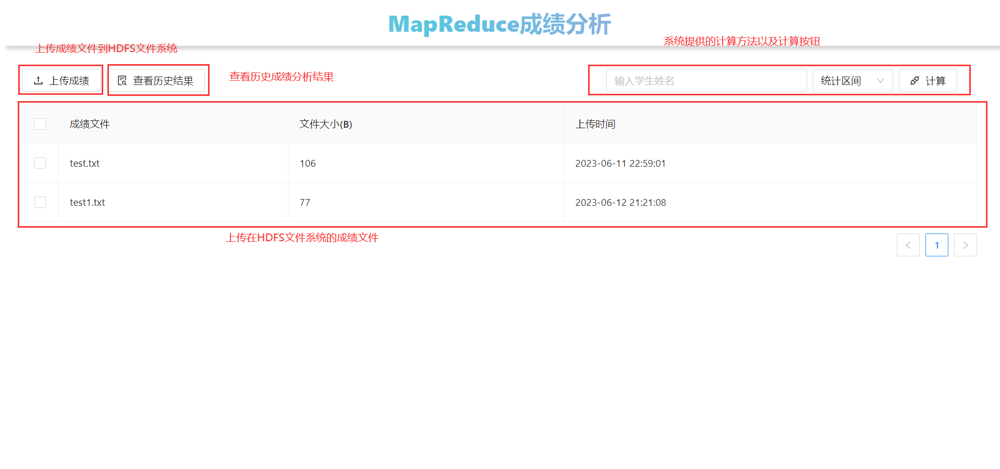 MapReduce成绩分析
上传成绩文件到HDFS文件系统
系统提供的计算方法以及计算按钮
上传成绩
查看历史结果
查看历史成绩分析结果
输入学生姓名
统计区间
计算
成绩文件 文件大小(B) 上传时间
test.txt 106 2023-06-11 22:59:01
test1.txt 77 2023-06-12 21:21:08
上传在HDFS文件系统的成绩文件
1